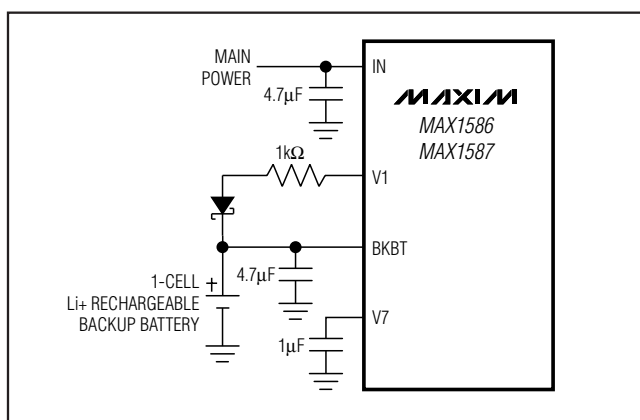 MAIN
POWER
4.7µF
IN
MAXIM
MAX1586
MAX1587
1kΩ
V1
BKBT
1-CELL +
Li+ RECHARGEABLE
BACKUP BATTERY
4.7µF
V7
1µF